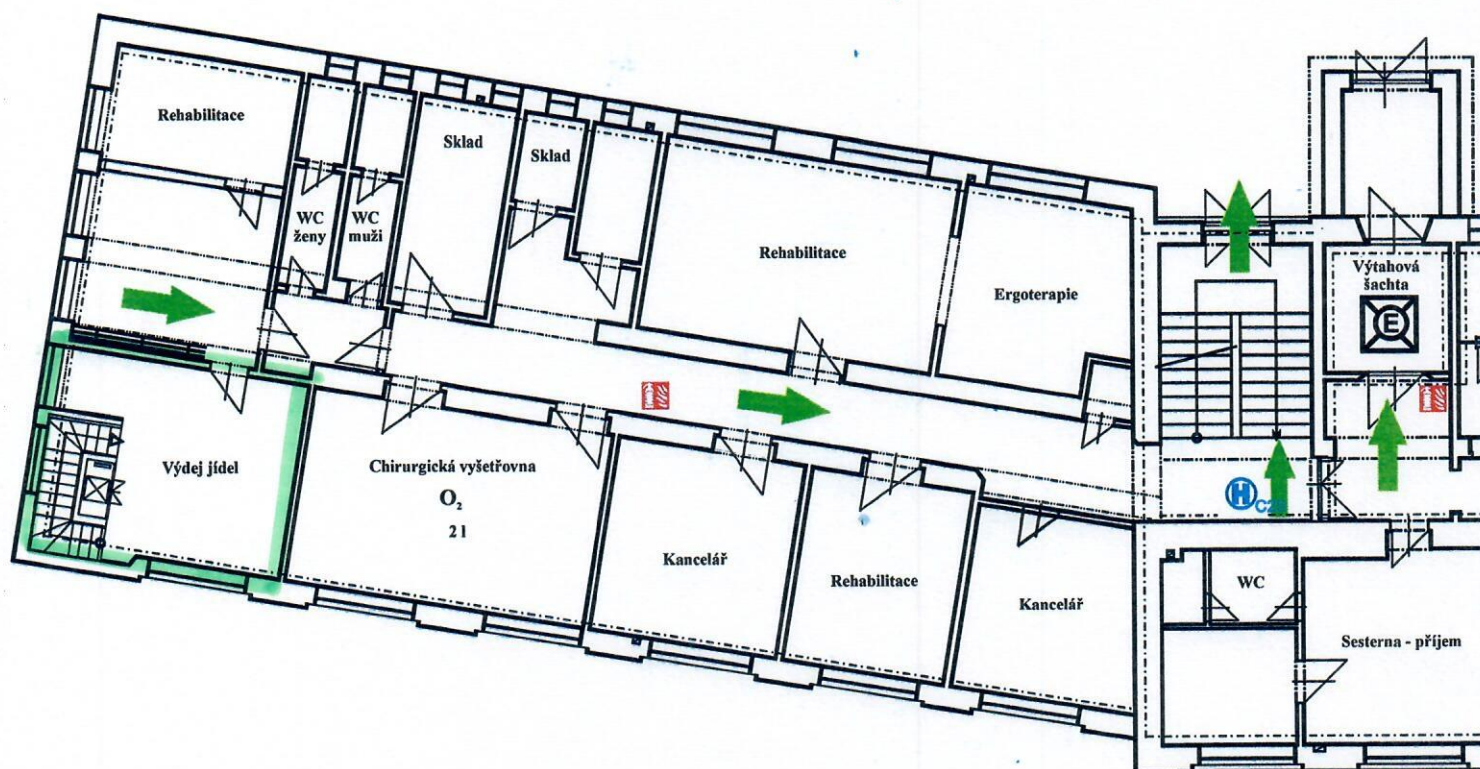 Rehabilitace
WC
ženy
WC
muži
Sklad
Sklad
Rehabilitace
Ergoterapie
Výtahová
šachta
E
Výdej jídel
Chirurgická vyšetřovna
O₂
2 l
Kancelář
Rehabilitace
Kancelář
H
WC
Sesterna - příjem